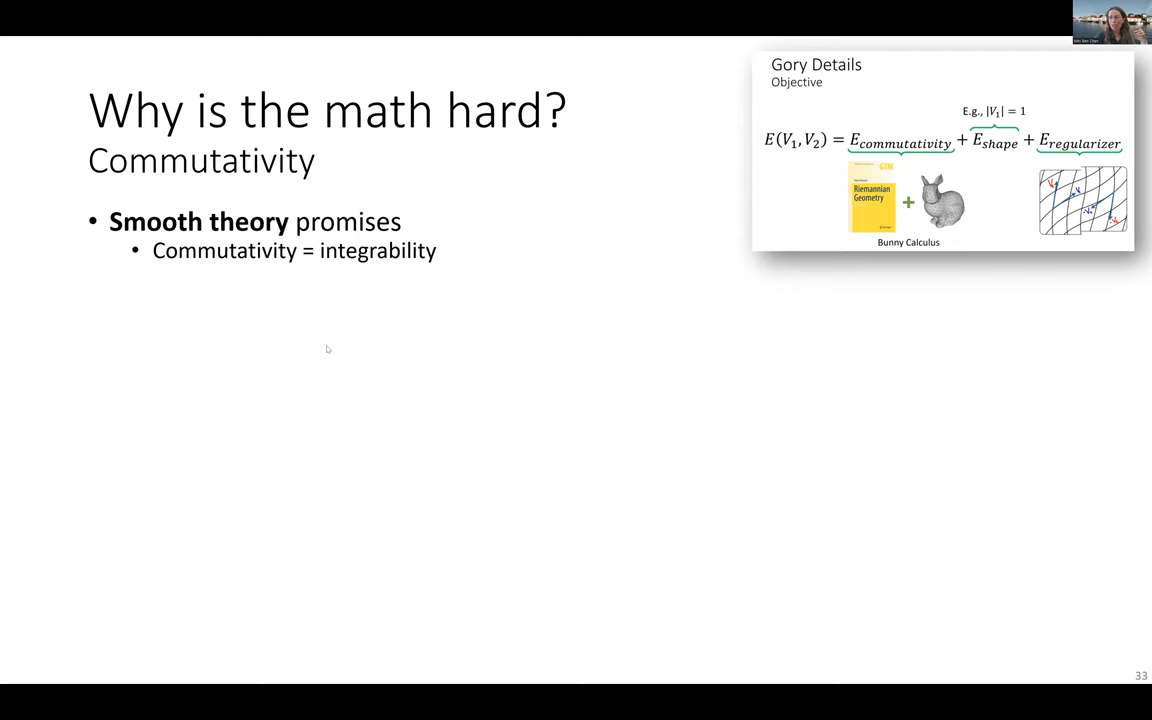 Why is the math hard?
Commutativity
• Smooth theory promises
• Commutativity = integrability
Gory Details
Objective
E.g., |V₁| = 1
E(V₁, V₂) = E_commutativity + E_shape + E_regularizer
GTM
Riemannian
Geometry
+
Bunny Calculus
33